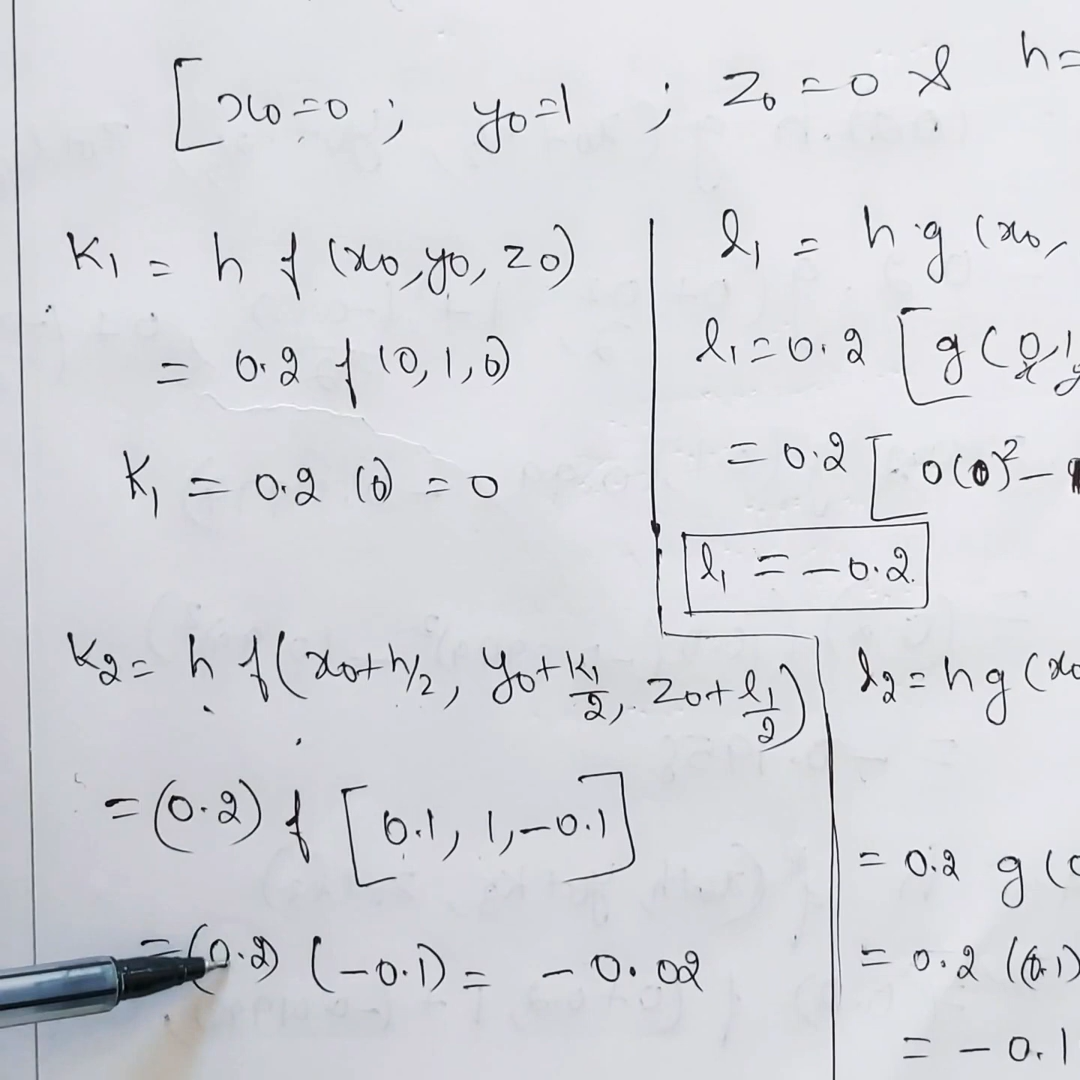 [x₀=0 ; y₀=1 ; z₀=0 & h=
K₁ = h f (x₀, y₀, z₀)
= 0.2 f (0, 1, 0)
K₁ = 0.2 (0) = 0
K₂ = h f(x₀+h/2, y₀+K₁/2, z₀+l₁/2)
= (0.2) f [0.1, 1, -0.1]
= (0.2) (-0.1) = -0.02
l₁ = h·g (x₀,
l₁ = 0.2 [g(0, 1
x y
= 0.2 [0(0)² -
l₁ = -0.2
l₂ = hg (x₀
= 0.2 g(0
= 0.2 ((0.1)
= -0.1